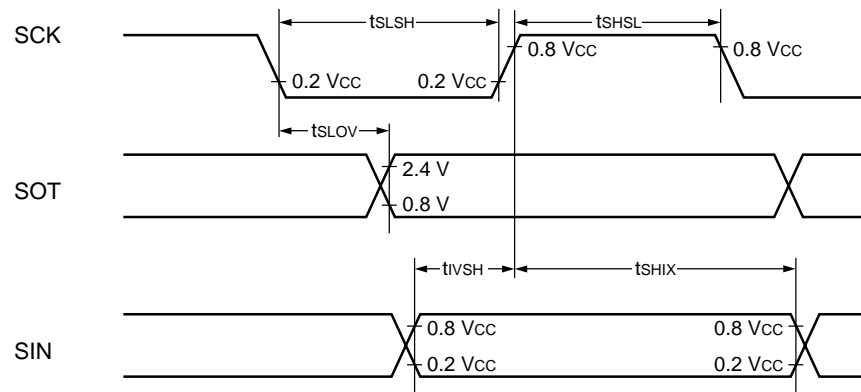 tSLSH tSHSL
SCK
0.8 VCC 0.8 VCC
0.2 VCC 0.2 VCC
tSLOV
2.4 V
SOT
0.8 V
tIVSH tSHIX
0.8 VCC 0.8 VCC
SIN
0.2 VCC 0.2 VCC